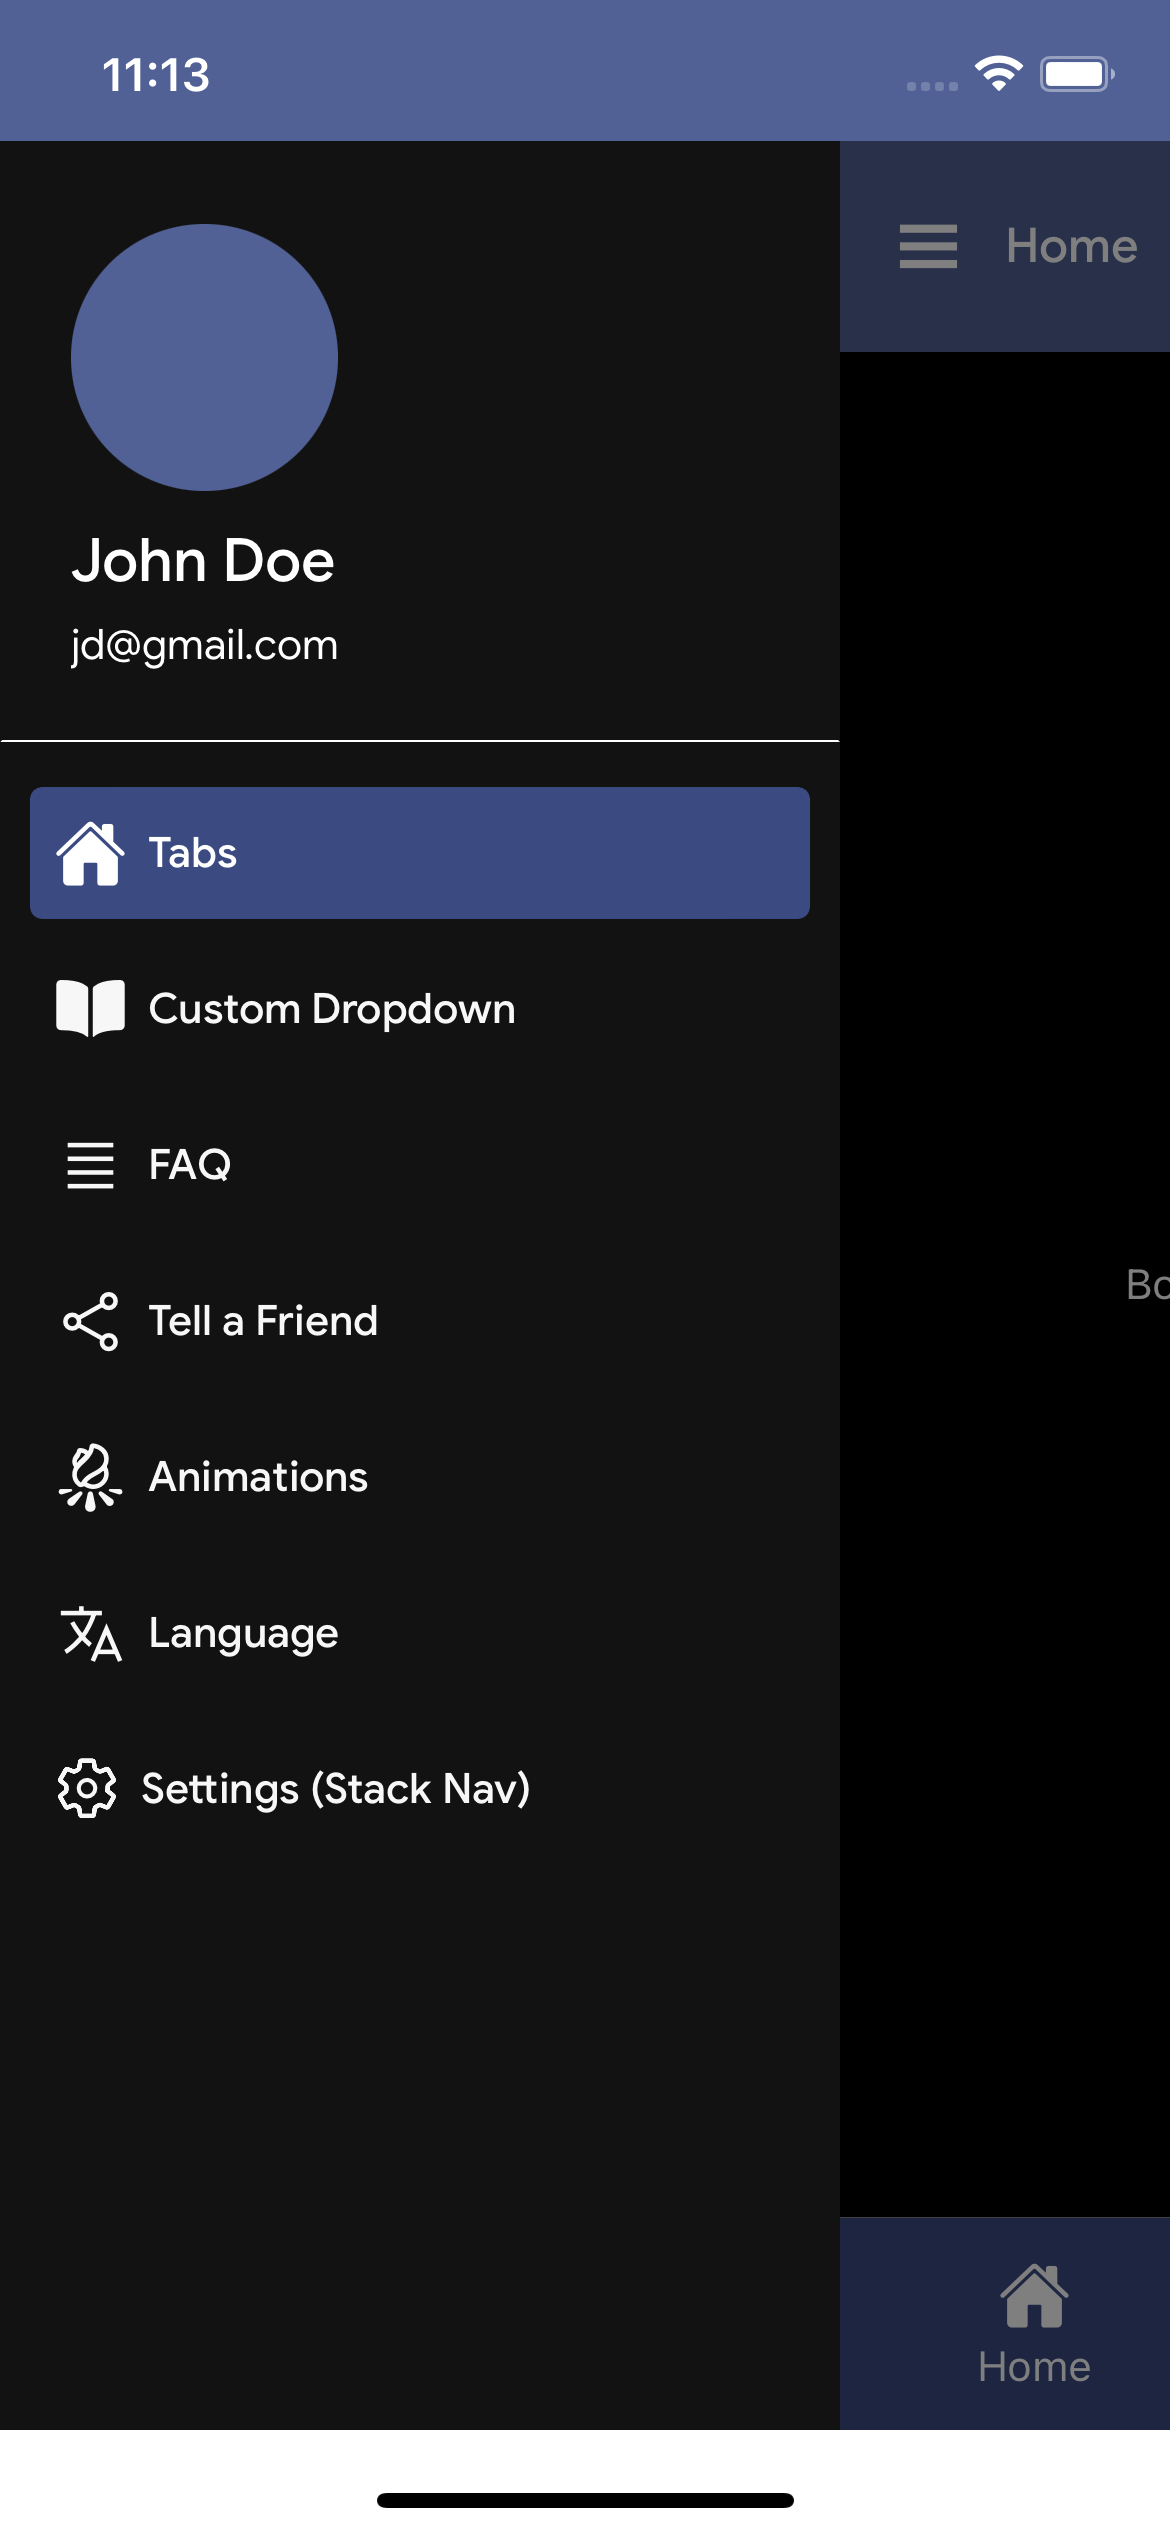 11:13
Home
John Doe
jd@gmail.com
Tabs
Custom Dropdown
FAQ
Bo
Tell a Friend
Animations
Language
Settings (Stack Nav)
Home